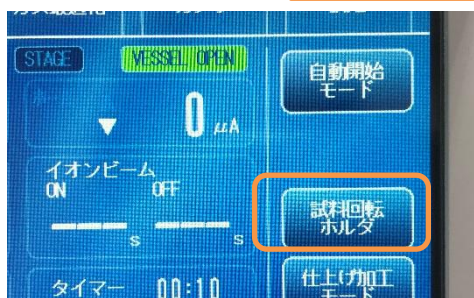 STAGE
VESSEL OPEN
自動開始
モード
0 μA
イオンビーム
ON OFF
--- s --- s
試料回転
ホルダ
タイマー 00:10
仕上げ加工
モード